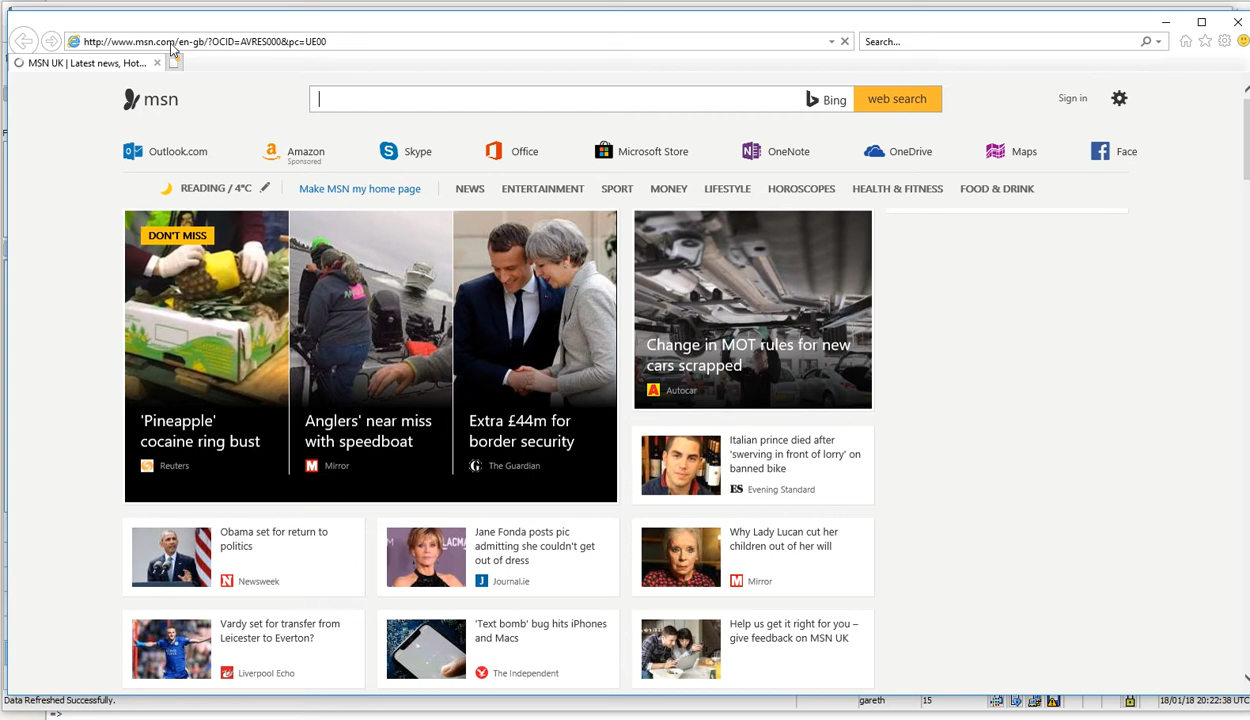 http://www.msn.com/en-gb/?OCID=AVRES000&pc=UE00
Search...
MSN UK | Latest news, Hot...
msn
Bing
web search
Sign in
Outlook.com
Amazon
Sponsored
Skype
Office
Microsoft Store
OneNote
OneDrive
Maps
Face
READING / 4°C
Make MSN my home page
NEWS
ENTERTAINMENT
SPORT
MONEY
LIFESTYLE
HOROSCOPES
HEALTH & FITNESS
FOOD & DRINK
DON'T MISS
'Pineapple'
cocaine ring bust
Reuters
Anglers' near miss
with speedboat
Mirror
Extra £44m for
border security
The Guardian
Change in MOT rules for new
cars scrapped
Autocar
Italian prince died after
'swerving in front of lorry' on
banned bike
ES Evening Standard
Obama set for return to
politics
Newsweek
Jane Fonda posts pic
admitting she couldn't get
out of dress
Journal.ie
Why Lady Lucan cut her
children out of her will
Mirror
Vardy set for transfer from
Leicester to Everton?
Liverpool Echo
'Text bomb' bug hits iPhones
and Macs
The Independent
Help us get it right for you –
give feedback on MSN UK
Data Refreshed Successfully.
gareth
15
18/01/18 20:22:38 UTC
=>